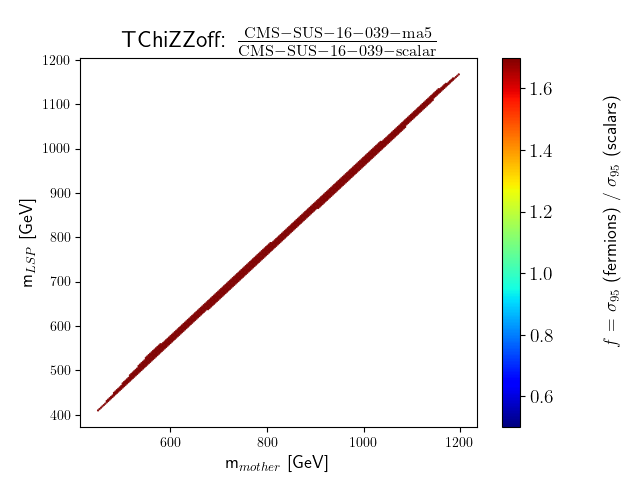 TChiZZoff: CMS−SUS−16−039−ma5
CMS−SUS−16−039−scalar
1200
1100
1000
900
800
700
600
500
400
m_LSP [GeV]
600 800 1000 1200
m_mother [GeV]
1.6
1.4
1.2
1.0
0.8
0.6
f = σ95 (fermions) / σ95 (scalars)